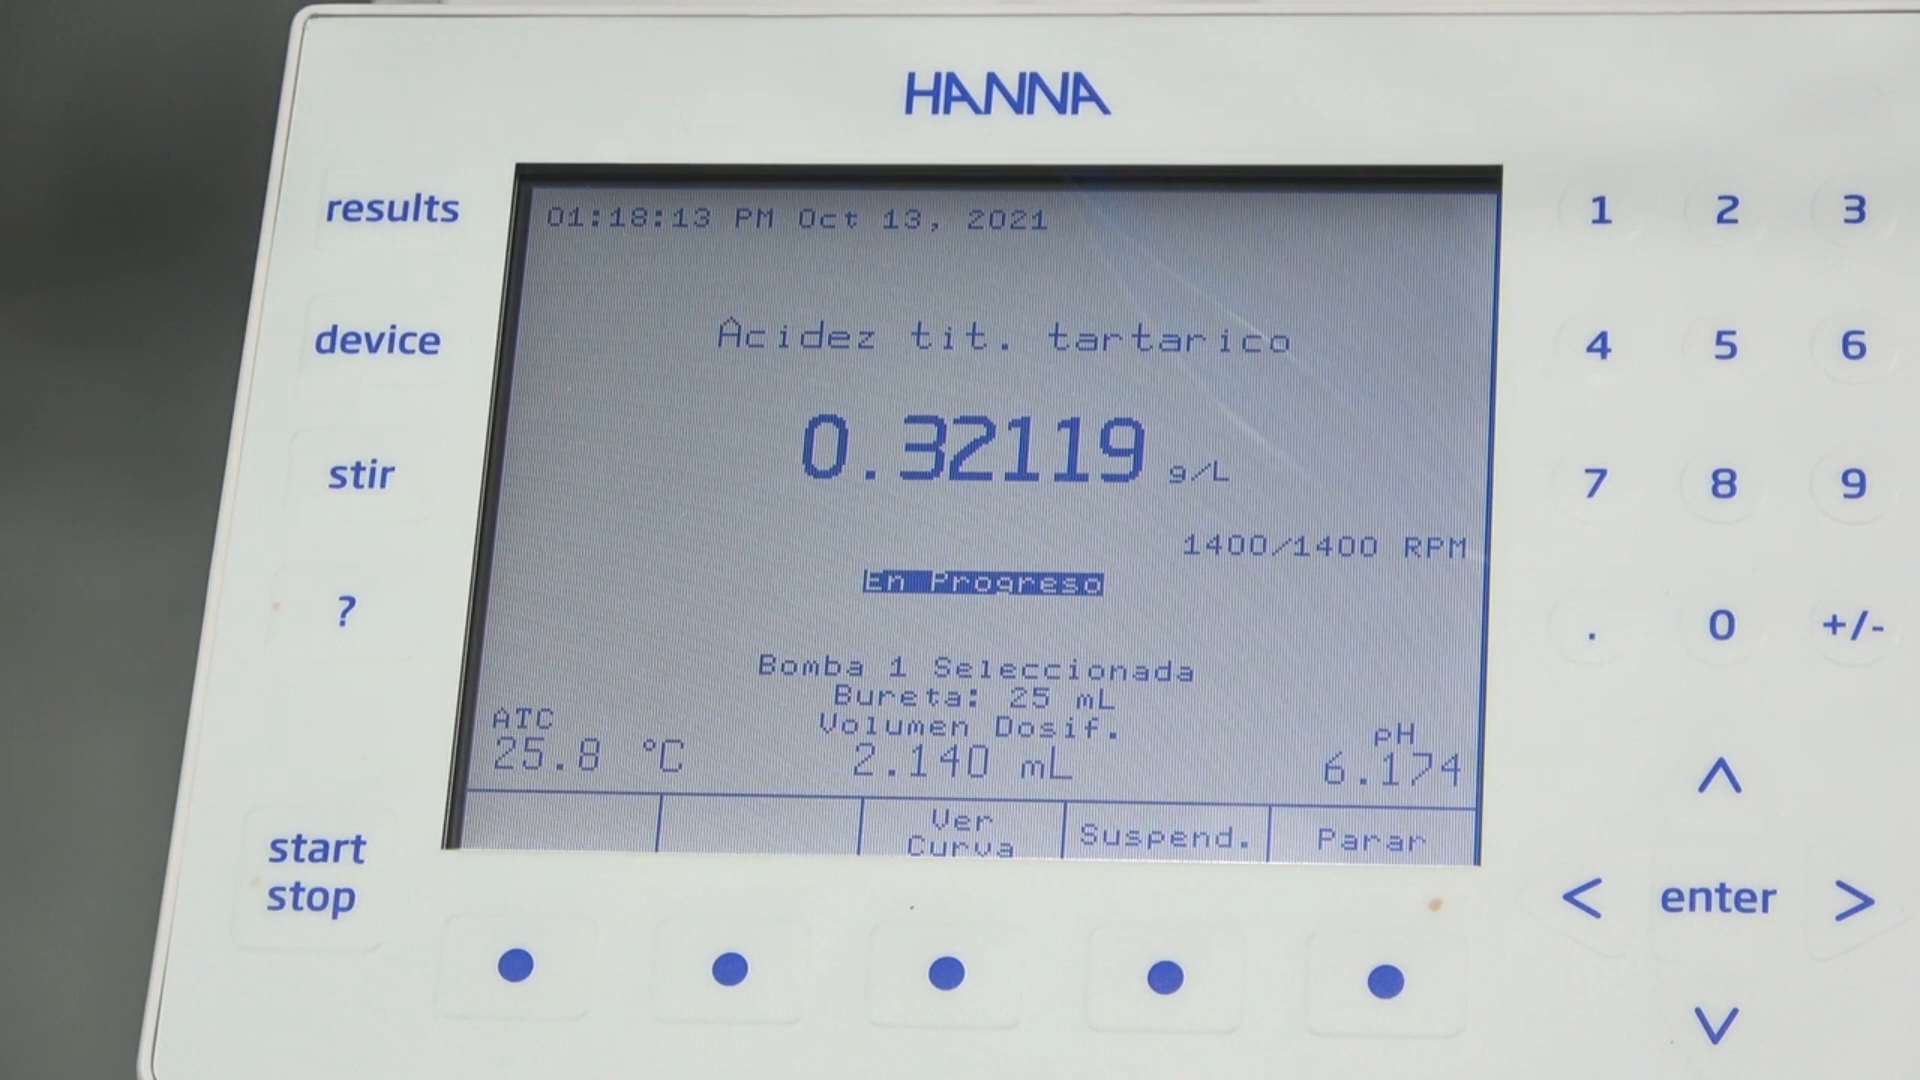 HANNA
results
device
stir
?
start
stop
01:18:13 PM Oct 13, 2021
Acidez tit. tartarico
0.32119 g/L
1400/1400 RPM
En Progreso
Bomba 1 Seleccionada
Bureta: 25 mL
Volumen Dosif.
2.140 mL
ATC
25.8 °C
pH
6.174
Ver
Curva
Suspend.
Parar
1 2 3
4 5 6
7 8 9
. 0 +/-
< enter >